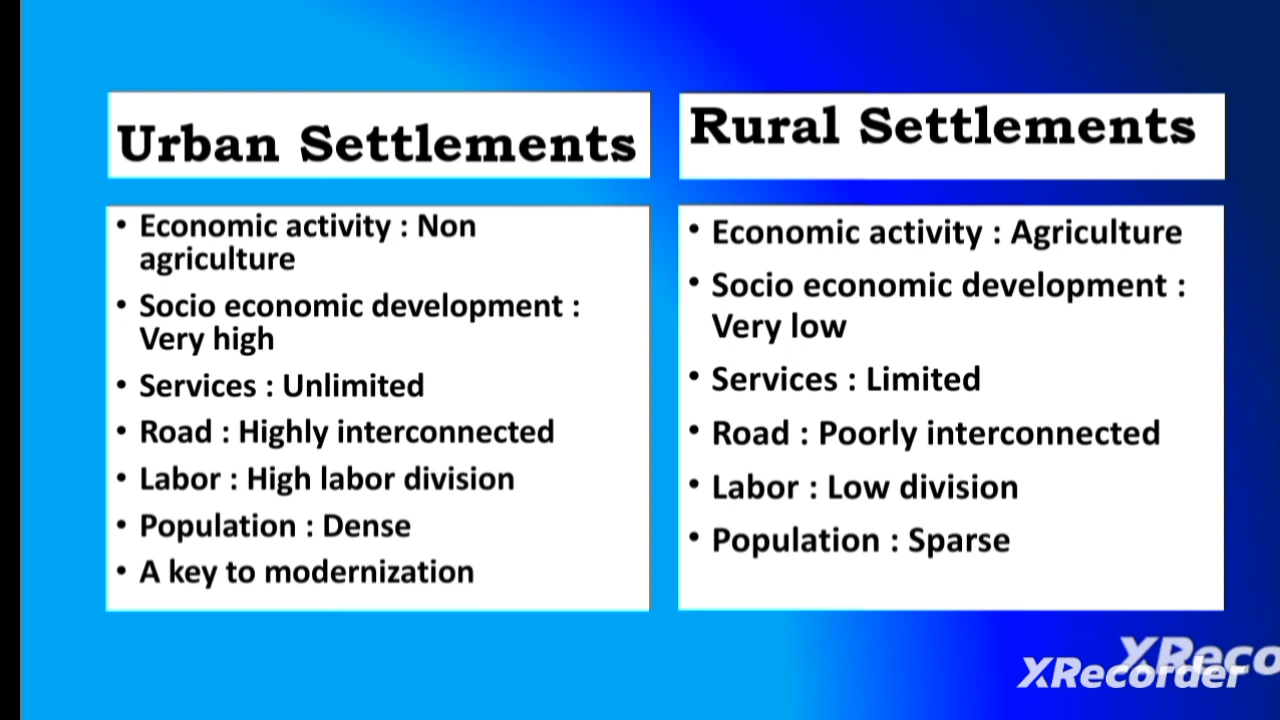 Urban Settlements
• Economic activity : Non
agriculture
• Socio economic development :
Very high
• Services : Unlimited
• Road : Highly interconnected
• Labor : High labor division
• Population : Dense
• A key to modernization
Rural Settlements
• Economic activity : Agriculture
• Socio economic development :
Very low
• Services : Limited
• Road : Poorly interconnected
• Labor : Low division
• Population : Sparse
XReco
XRecorder